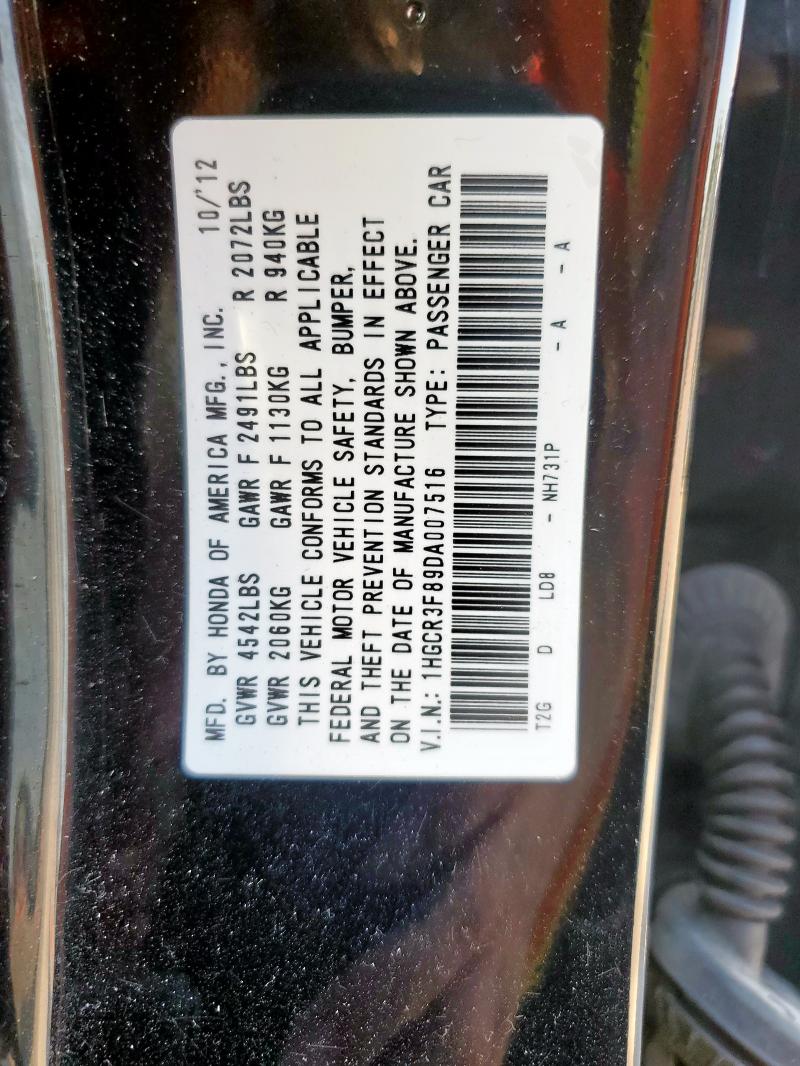 MFD. BY HONDA OF AMERICA MFG., INC. 10/'12
GVWR 4542LBS GAWR F 2491LBS R 2072LBS
GVWR 2060KG GAWR F 1130KG R 940KG
THIS VEHICLE CONFORMS TO ALL APPLICABLE
FEDERAL MOTOR VEHICLE SAFETY, BUMPER,
AND THEFT PREVENTION STANDARDS IN EFFECT
ON THE DATE OF MANUFACTURE SHOWN ABOVE.
V.I.N.: 1HGCR3F89DA007516 TYPE: PASSENGER CAR
T2G D LD8 - NH731P - A - A